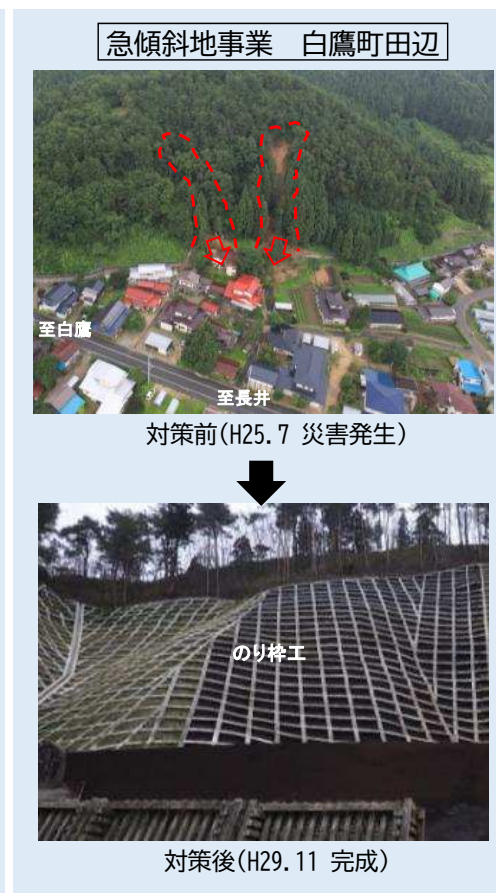 急傾斜地事業　白鷹町田辺
至白鷹
至長井
対策前(H25.7 災害発生)
のり枠工
対策後(H29.11 完成)